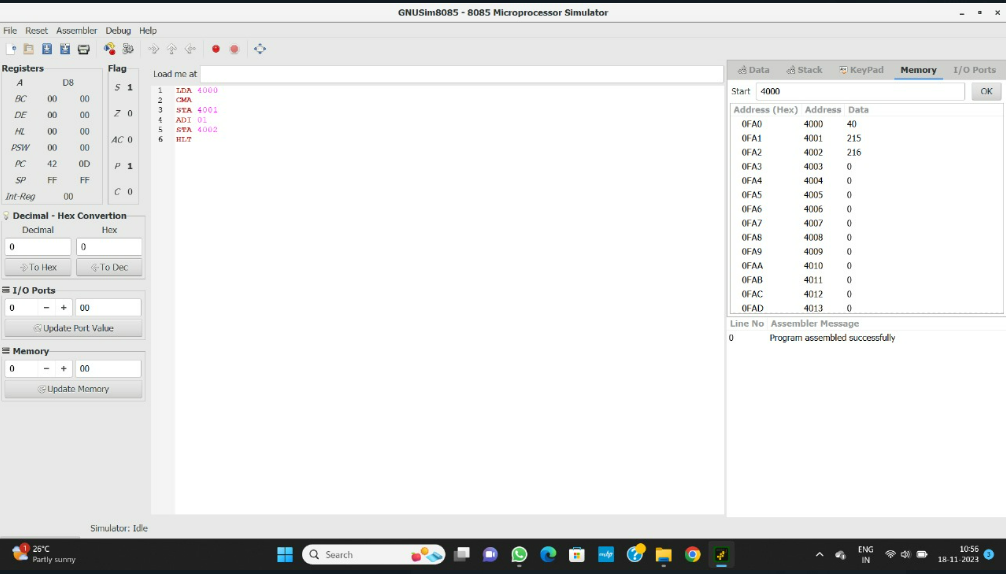 GNUSim8085 - 8085 Microprocessor Simulator
File Reset Assembler Debug Help
Registers
A D8
BC 00 00
DE 00 00
HL 00 00
PSW 00 00
PC 42 0D
SP FF FF
Int-Reg 00
Flag
S 1
Z 0
AC 0
P 1
C 0
Decimal - Hex Convertion
Decimal Hex
0 0
To Hex To Dec
I/O Ports
0 - + 00
Update Port Value
Memory
0 - + 00
Update Memory
Load me at
1 LDA 4000
2 CMA
3 STA 4001
4 ADI 01
5 STA 4002
6 HLT
Data Stack KeyPad Memory I/O Ports
Start 4000 OK
Address (Hex) Address Data
0FA0 4000 40
0FA1 4001 215
0FA2 4002 216
0FA3 4003 0
0FA4 4004 0
0FA5 4005 0
0FA6 4006 0
0FA7 4007 0
0FA8 4008 0
0FA9 4009 0
0FAA 4010 0
0FAB 4011 0
0FAC 4012 0
0FAD 4013 0
Line No Assembler Message
0 Program assembled successfully
Simulator: Idle
1
26°C
Partly sunny
Search
ENG
IN
10:56
18-11-2023